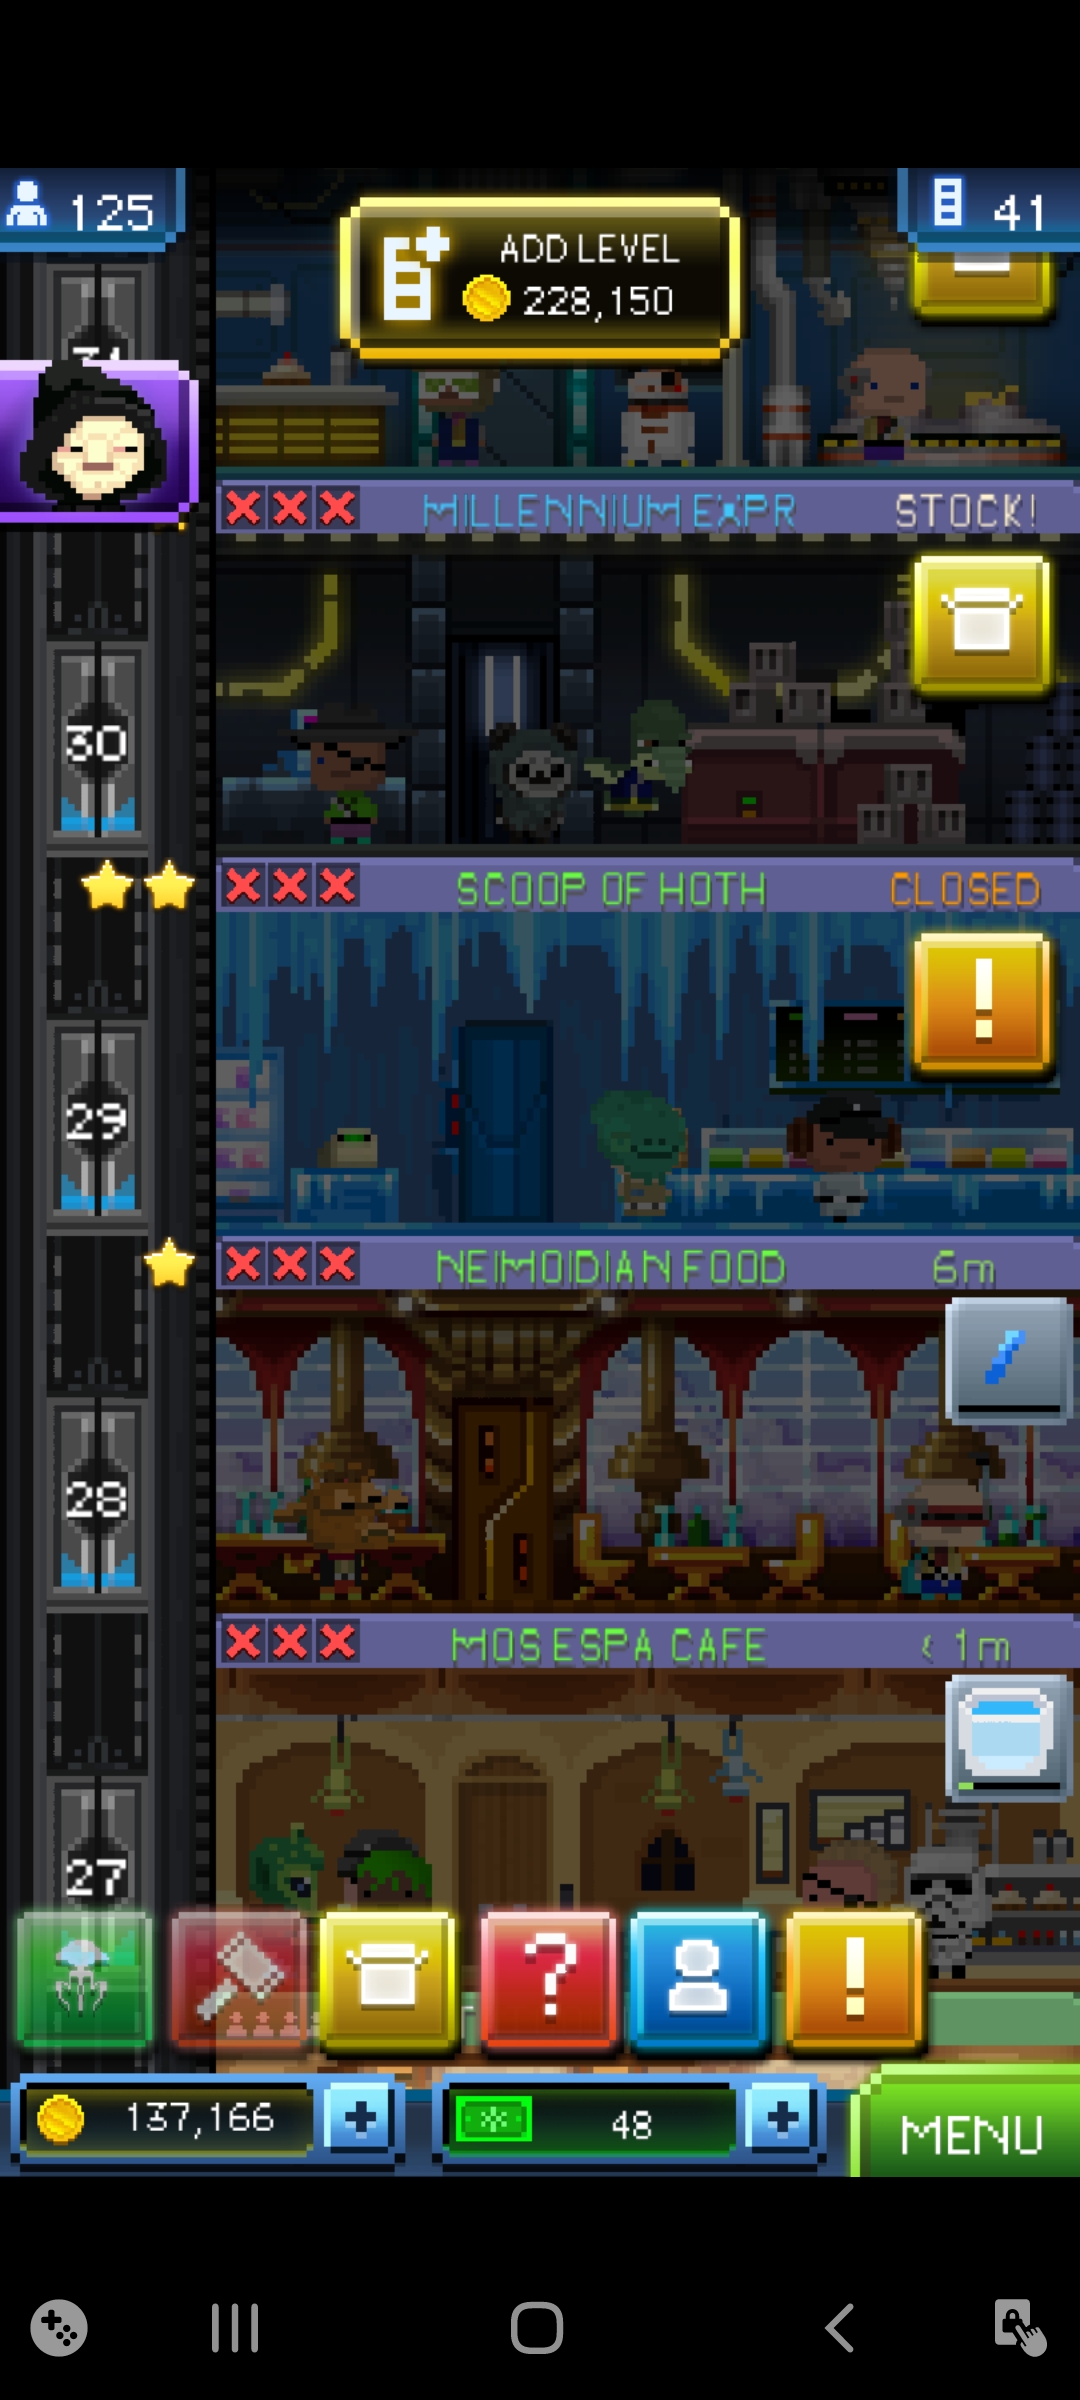 125
ADD LEVEL
228,150
41
MILLENNIUM EXPR
STOCK!
30
SCOOP OF HOTH
CLOSED
29
NEIMOIDIAN FOOD
6m
28
MOS ESPA CAFE
< 1m
27
137,166
48
MENU